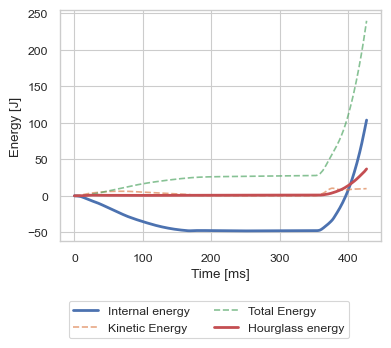 250
200
150
100
50
0
−50
Energy [J]
0 100 200 300 400
Time [ms]
Internal energy Total Energy
Kinetic Energy Hourglass energy